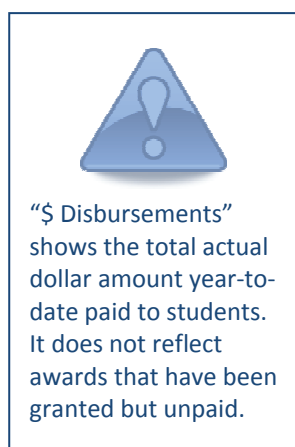 “$ Disbursements”
shows the total actual
dollar amount year-to-
date paid to students.
It does not reflect
awards that have been
granted but unpaid.